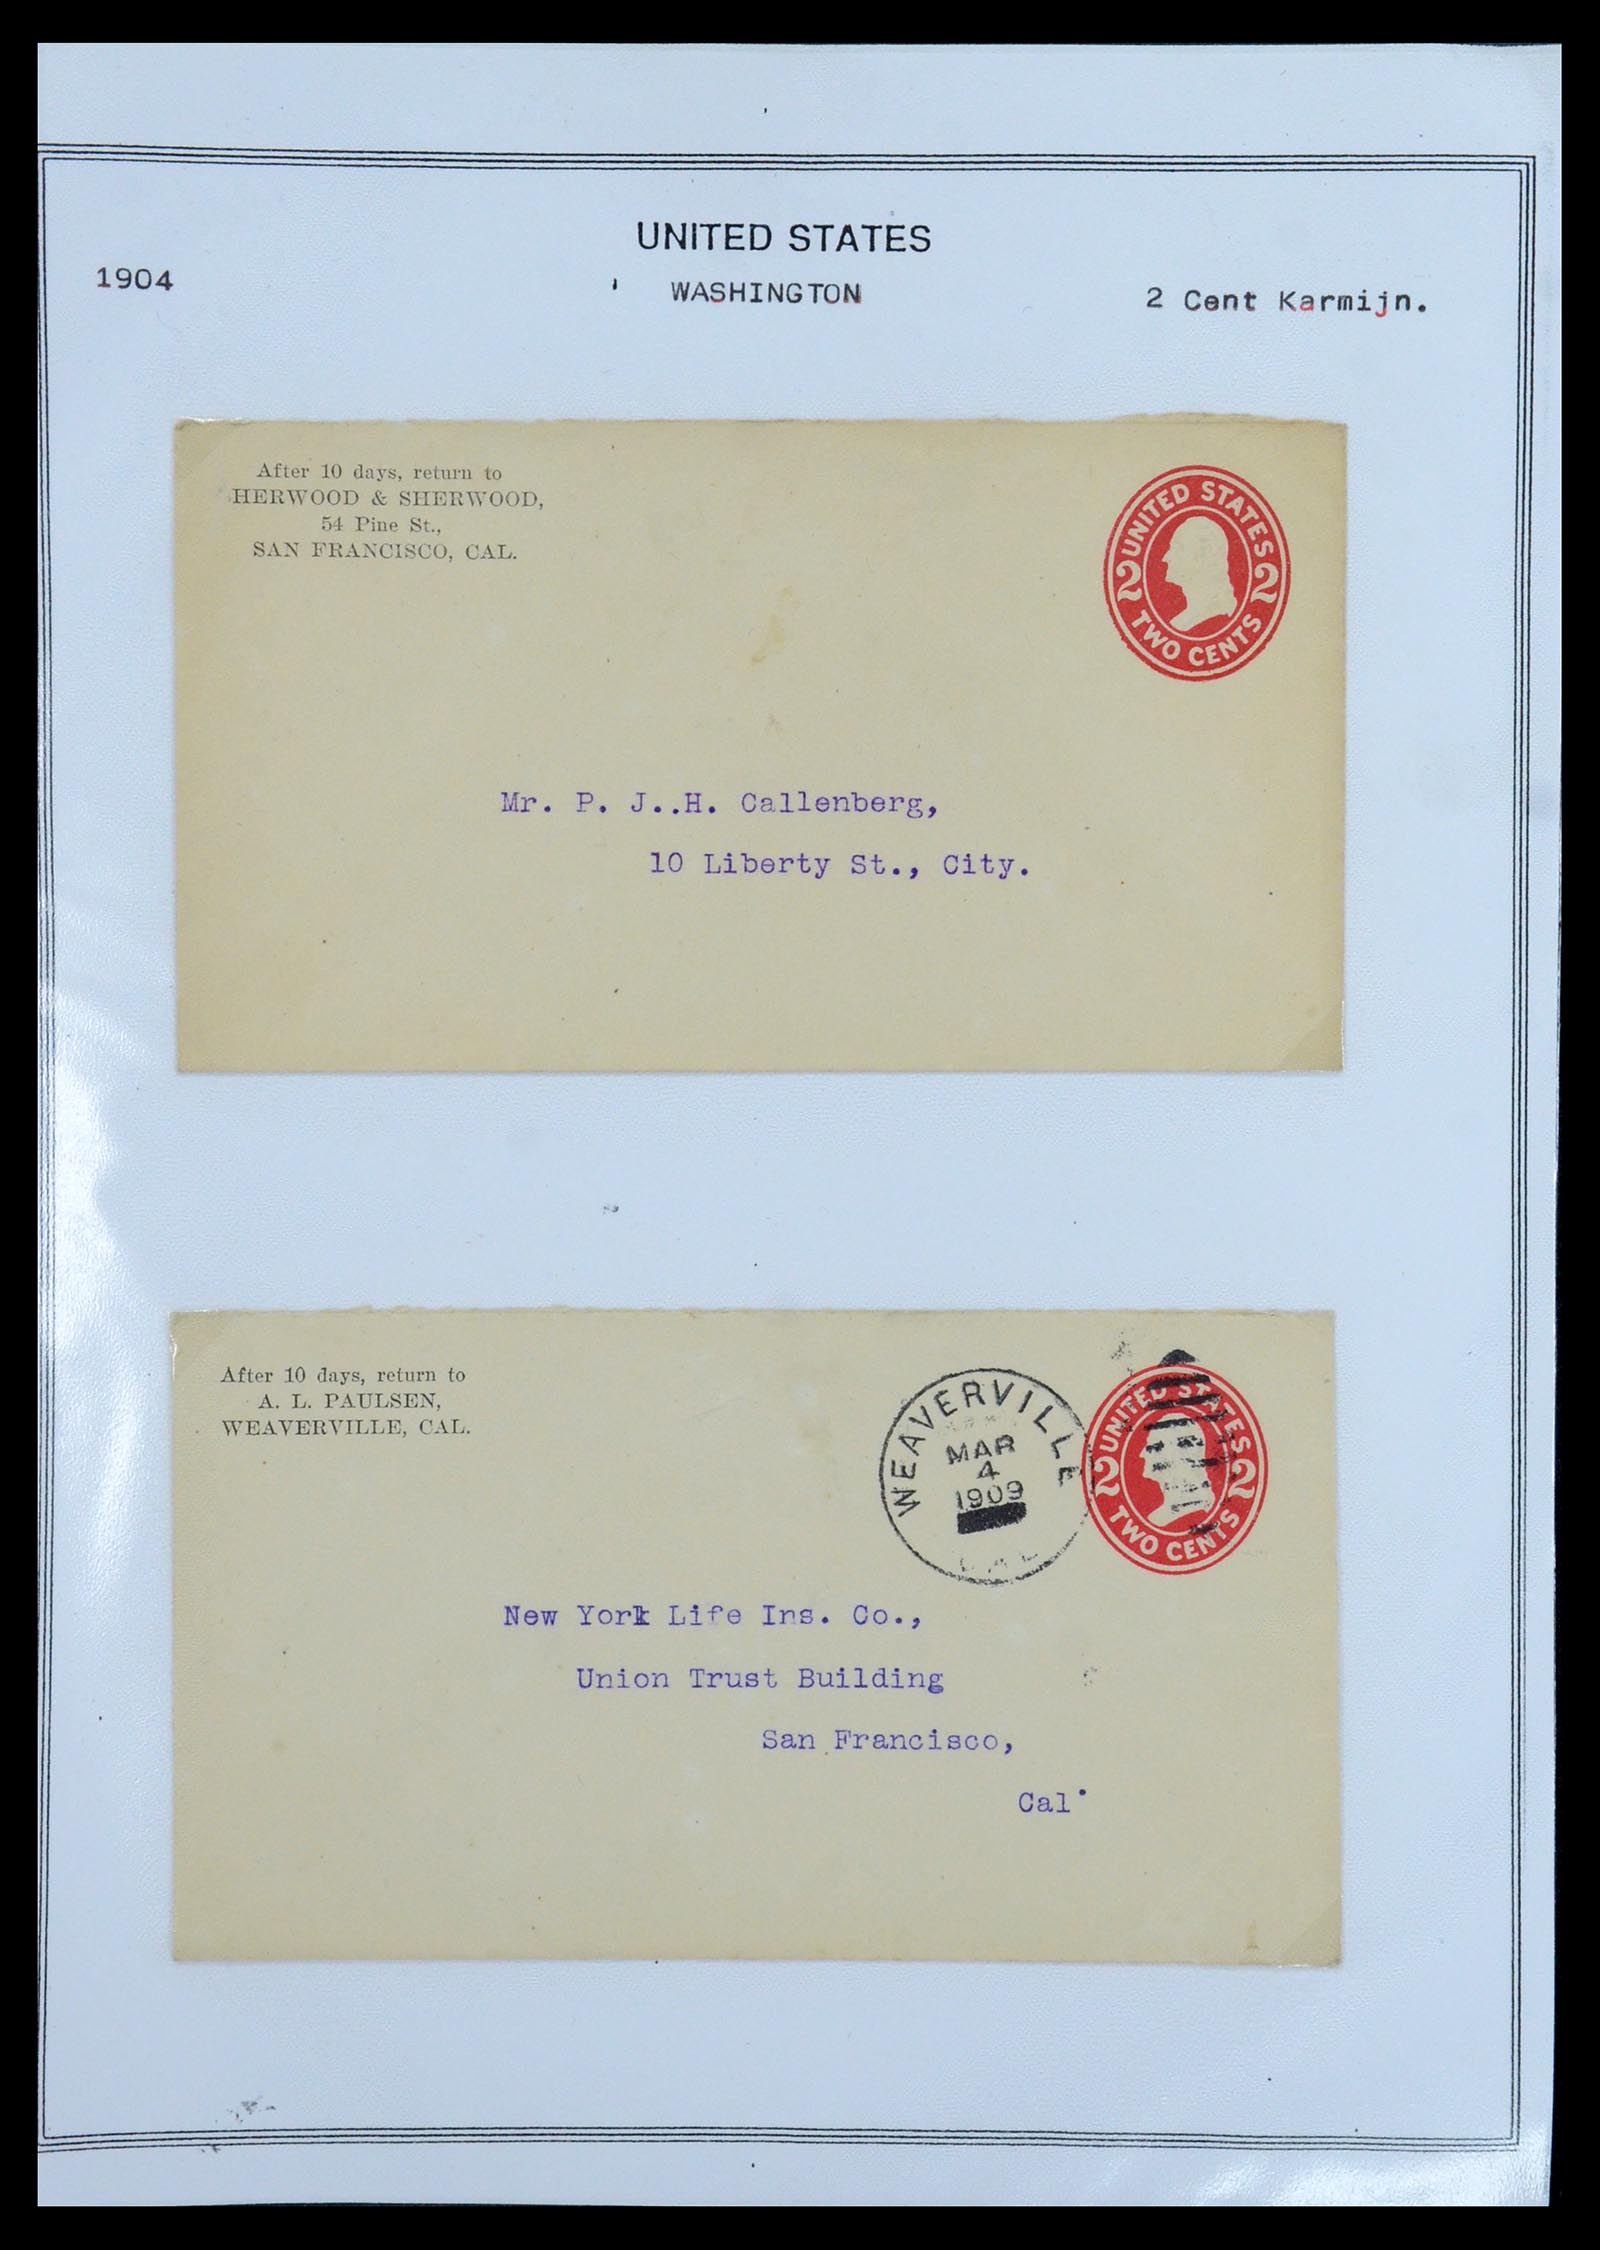 UNITED STATES
1904
WASHINGTON
2 Cent Karmijn.
After 10 days, return to
HERWOOD & SHERWOOD,
54 Pine St.,
SAN FRANCISCO, CAL.
UNITED STATES
2 2
TWO CENTS
Mr. P. J..H. Callenberg,
10 Liberty St., City.
After 10 days, return to
A. L. PAULSEN,
WEAVERVILLE, CAL.
WEAVERVILLE
MAR
4
1909
CAL
UNITED STATES
2 2
TWO CENTS
New York Life Ins. Co.,
Union Trust Building
San Francisco,
Cal.